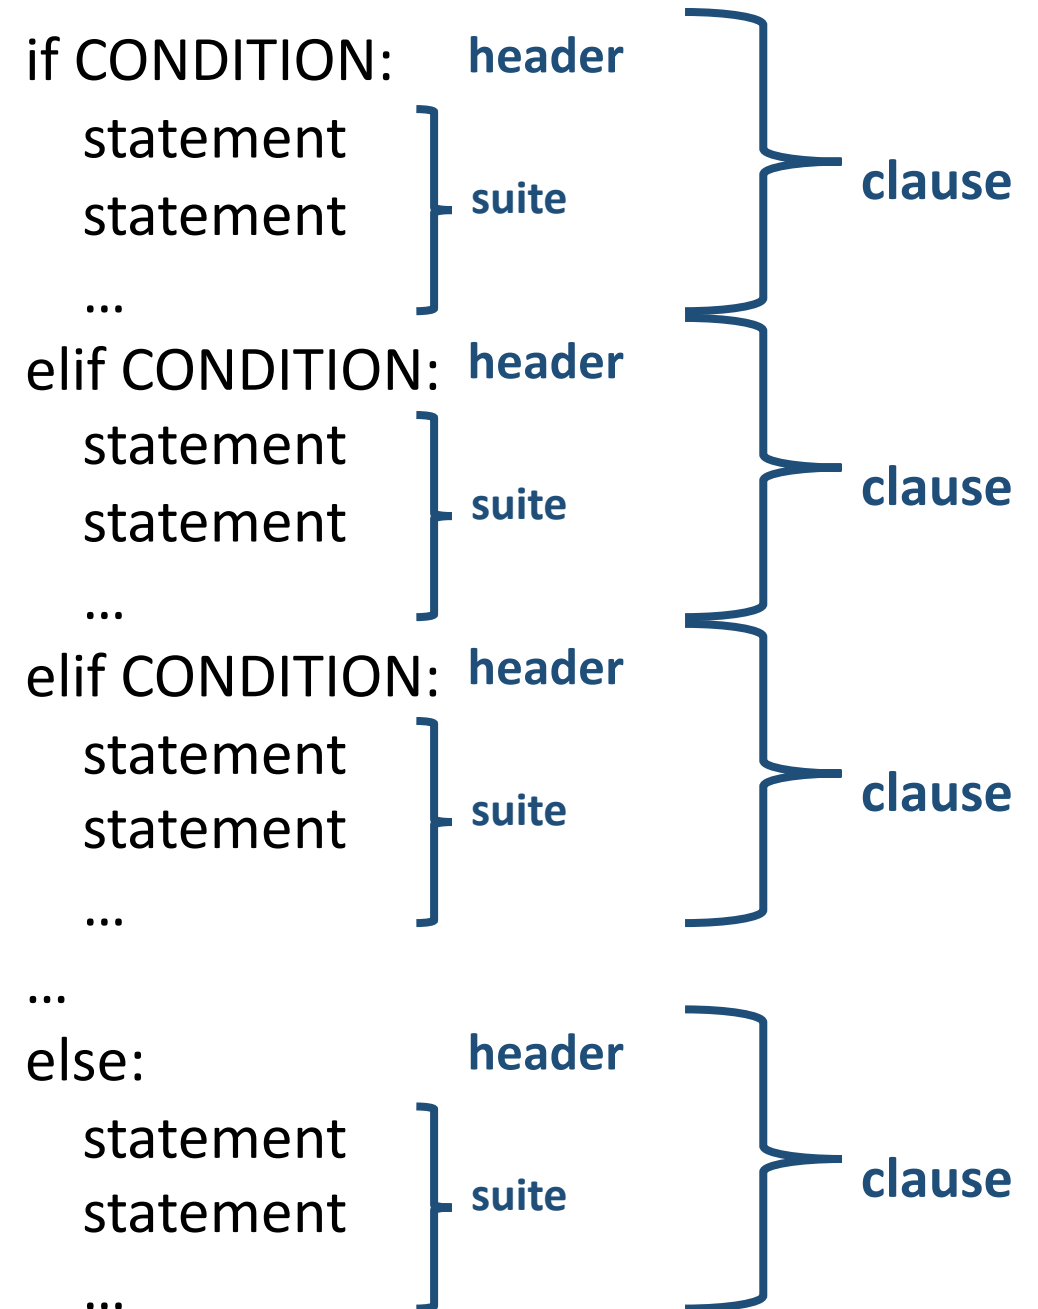 if CONDITION: header
statement
statement
suite
clause
…
elif CONDITION: header
statement
statement
suite
clause
…
elif CONDITION: header
statement
statement
suite
clause
…
…
else: header
statement
statement
suite
clause
…